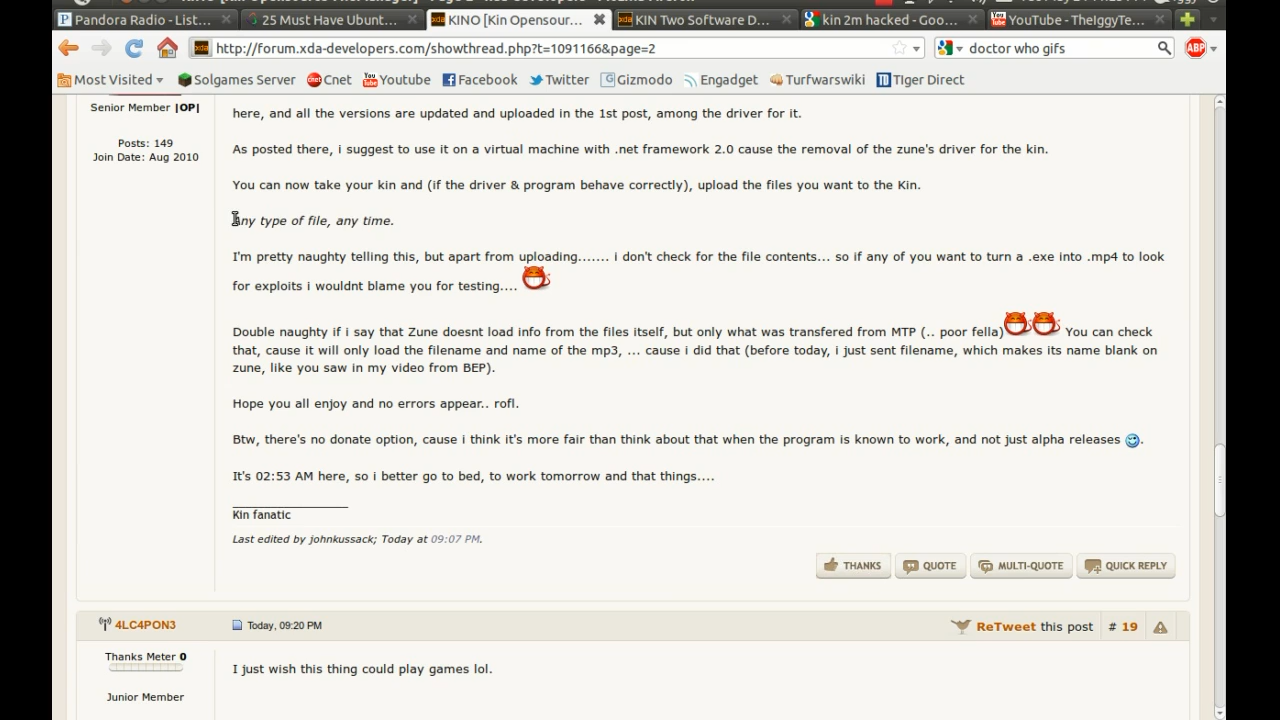 Pandora Radio - List...
25 Must Have Ubunt...
KINO [Kin Opensour...
KIN Two Software D...
kin 2m hacked - Goo...
YouTube - TheIggyTe...
http://forum.xda-developers.com/showthread.php?t=1091166&page=2
doctor who gifs
ABP
Most Visited
Solgames Server
Cnet
Youtube
Facebook
Twitter
Gizmodo
Engadget
Turfwarswiki
TIger Direct
Senior Member |OP|
Posts: 149
Join Date: Aug 2010
here, and all the versions are updated and uploaded in the 1st post, among the driver for it.
As posted there, i suggest to use it on a virtual machine with .net framework 2.0 cause the removal of the zune's driver for the kin.
You can now take your kin and (if the driver & program behave correctly), upload the files you want to the Kin.
Any type of file, any time.
I'm pretty naughty telling this, but apart from uploading....... i don't check for the file contents... so if any of you want to turn a .exe into .mp4 to look
for exploits i wouldnt blame you for testing....
Double naughty if i say that Zune doesnt load info from the files itself, but only what was transfered from MTP (.. poor fella) You can check
that, cause it will only load the filename and name of the mp3, ... cause i did that (before today, i just sent filename, which makes its name blank on
zune, like you saw in my video from BEP).
Hope you all enjoy and no errors appear.. rofl.
Btw, there's no donate option, cause i think it's more fair than think about that when the program is known to work, and not just alpha releases .
It's 02:53 AM here, so i better go to bed, to work tomorrow and that things....
Kin fanatic
Last edited by johnkussack; Today at 09:07 PM.
THANKS
QUOTE
MULTI-QUOTE
QUICK REPLY
4LC4PON3
Today, 09:20 PM
ReTweet this post
# 19
Thanks Meter 0
Junior Member
I just wish this thing could play games lol.